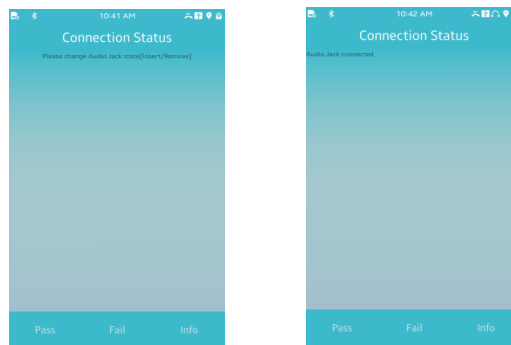 10:41 AM
Connection Status
Please change Audio Jack state[Insert/Remove]
Pass Fail Info
10:42 AM
Connection Status
Audio Jack connected
Pass Fail Info